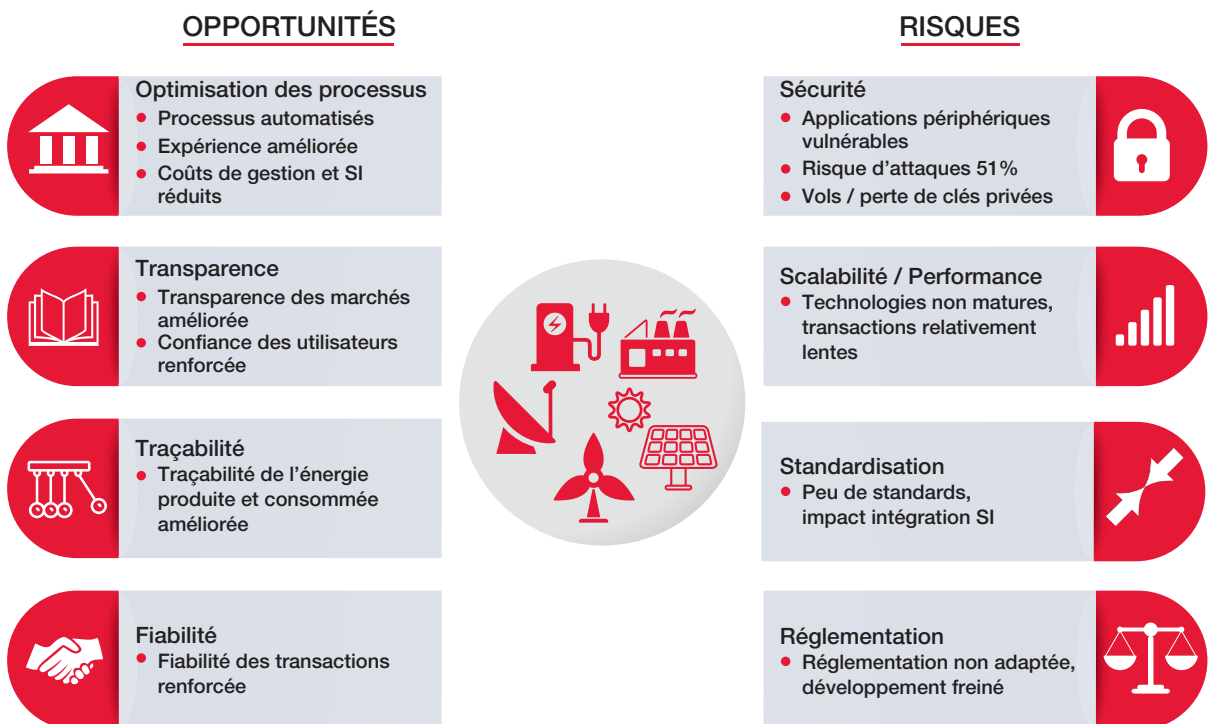 OPPORTUNITÉS
Optimisation des processus
• Processus automatisés
• Expérience améliorée
• Coûts de gestion et SI
réduits
Transparence
• Transparence des marchés
améliorée
• Confiance des utilisateurs
renforcée
Traçabilité
• Traçabilité de l'énergie
produite et consommée
améliorée
Fiabilité
• Fiabilité des transactions
renforcée
RISQUES
Sécurité
• Applications périphériques
vulnérables
• Risque d'attaques 51%
• Vols / perte de clés privées
Scalabilité / Performance
• Technologies non matures,
transactions relativement
lentes
Standardisation
• Peu de standards,
impact intégration SI
Réglementation
• Réglementation non adaptée,
développement freiné